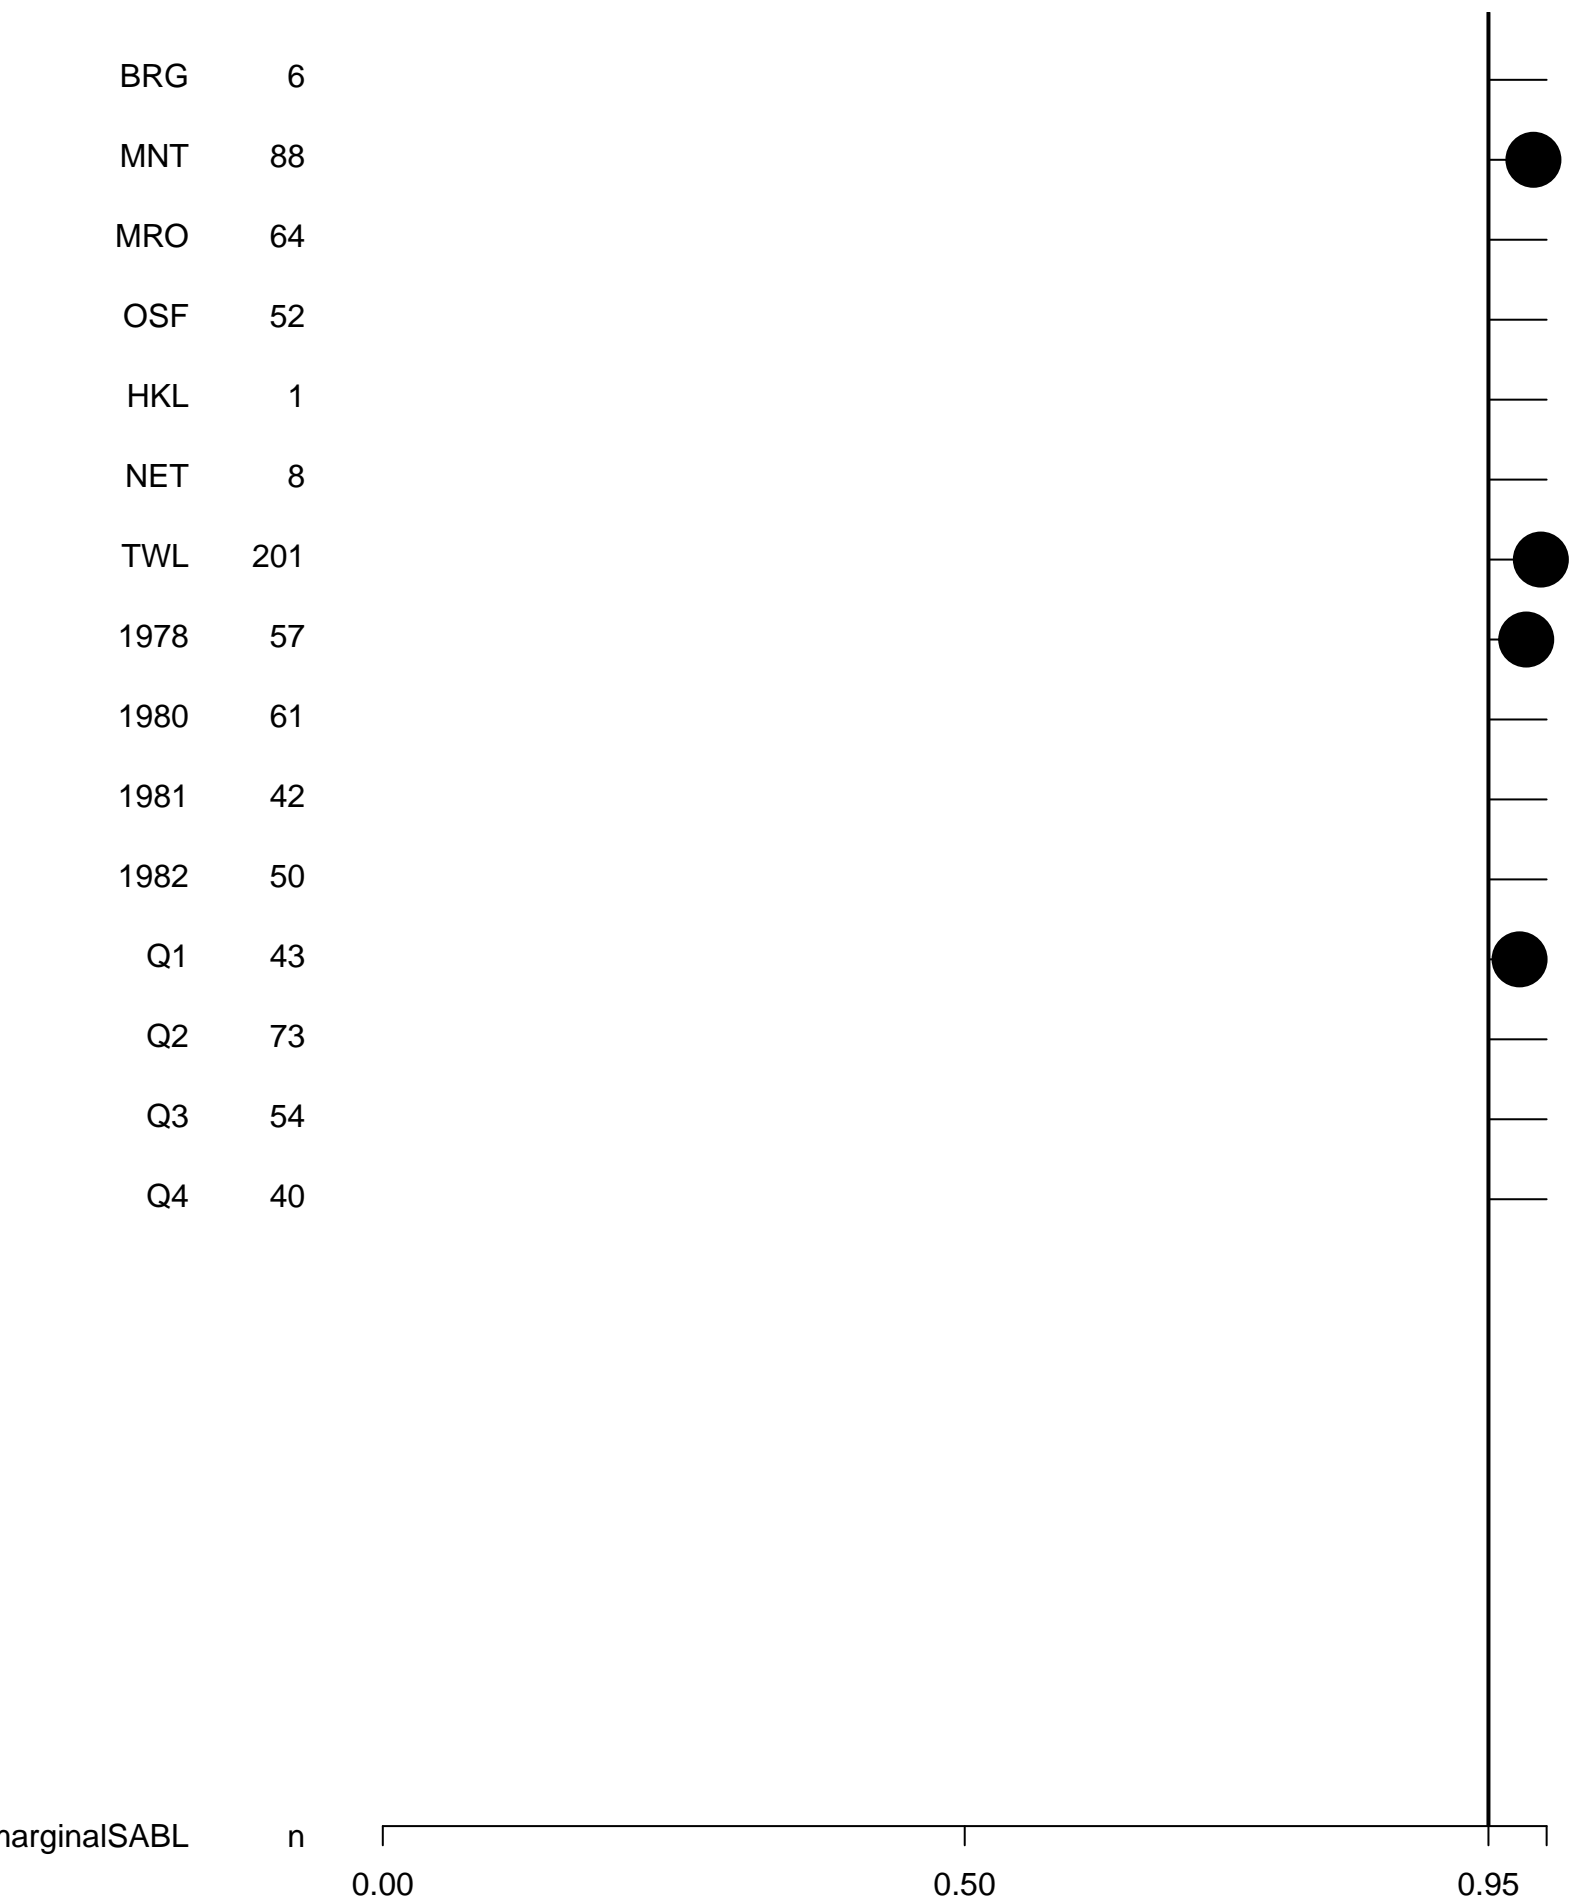 BRG 6
MNT 88
MRO 64
OSF 52
HKL 1
NET 8
TWL 201
1978 57
1980 61
1981 42
1982 50
Q1 43
Q2 73
Q3 54
Q4 40
arginalSABL n
0.00 0.50 0.95